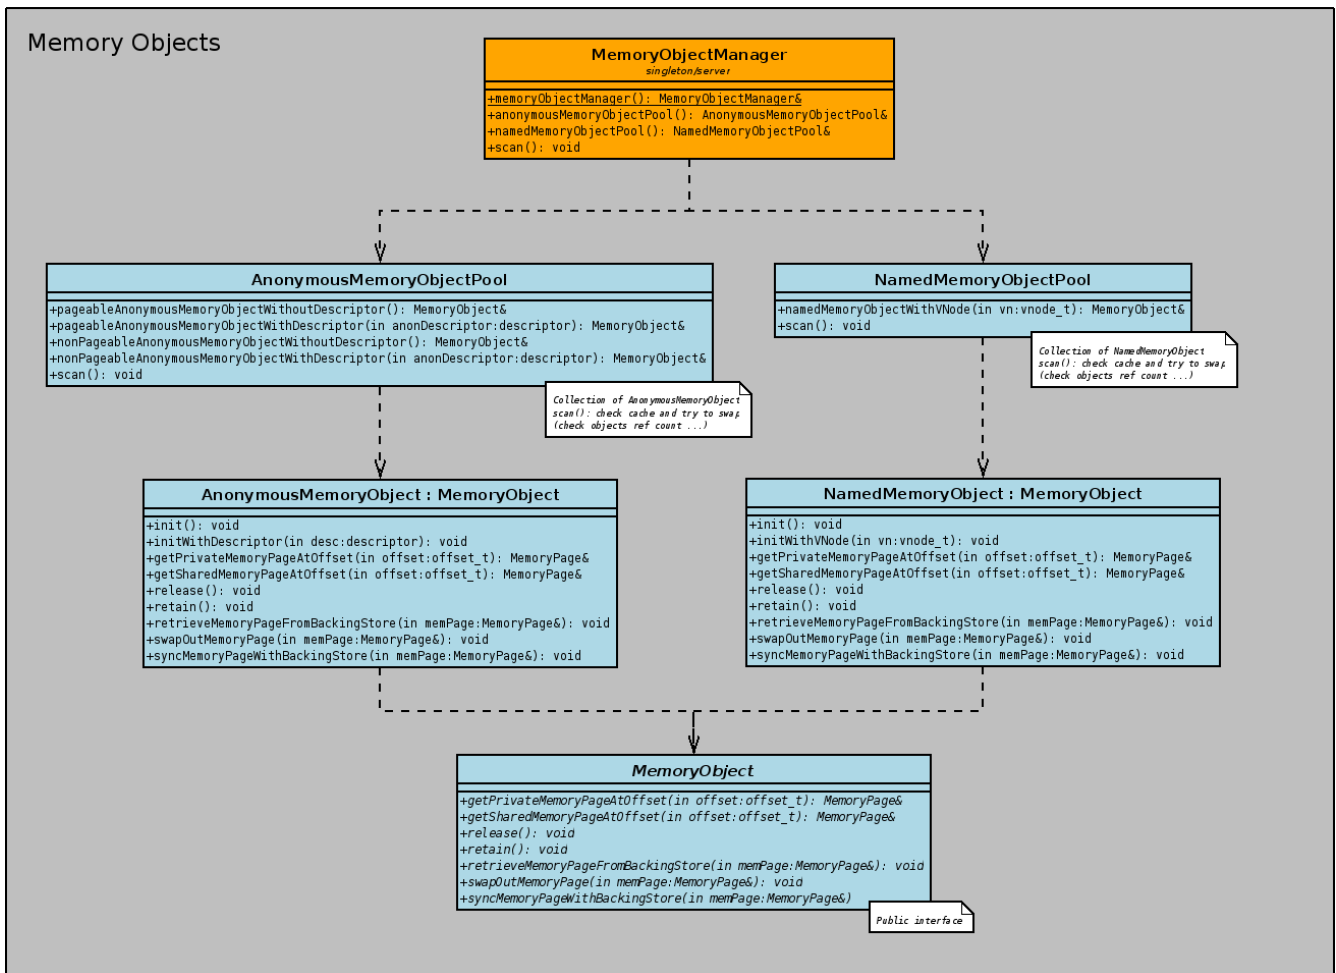 Memory Objects
MemoryObjectManager
singleton/server
+memoryObjectManager(): MemoryObjectManager&
+anonymousMemoryObjectPool(): AnonymousMemoryObjectPool&
+namedMemoryObjectPool(): NamedMemoryObjectPool&
+scan(): void
AnonymousMemoryObjectPool
+pageableAnonymousMemoryObjectWithoutDescriptor(): MemoryObject&
+pageableAnonymousMemoryObjectWithDescriptor(in anonDescriptor:descriptor): MemoryObject&
+nonPageableAnonymousMemoryObjectWithoutDescriptor(): MemoryObject&
+nonPageableAnonymousMemoryObjectWithDescriptor(in anonDescriptor:descriptor): MemoryObject&
+scan(): void
Collection of AnonymousMemoryObject
scan(): check cache and try to swap
(check objects ref count ...)
NamedMemoryObjectPool
+namedMemoryObjectWithVNode(in vn:vnode_t): MemoryObject&
+scan(): void
Collection of NamedMemoryObject
scan(): check cache and try to swap
(check objects ref count ...)
AnonymousMemoryObject : MemoryObject
+init(): void
+initWithDescriptor(in desc:descriptor): void
+getPrivateMemoryPageAtOffset(in offset:offset_t): MemoryPage&
+getSharedMemoryPageAtOffset(in offset:offset_t): MemoryPage&
+release(): void
+retain(): void
+retrieveMemoryPageFromBackingStore(in memPage:MemoryPage&): void
+swapOutMemoryPage(in memPage:MemoryPage&): void
+syncMemoryPageWithBackingStore(in memPage:MemoryPage&): void
NamedMemoryObject : MemoryObject
+init(): void
+initWithVNode(in vn:vnode_t): void
+getPrivateMemoryPageAtOffset(in offset:offset_t): MemoryPage&
+getSharedMemoryPageAtOffset(in offset:offset_t): MemoryPage&
+release(): void
+retain(): void
+retrieveMemoryPageFromBackingStore(in memPage:MemoryPage&): void
+swapOutMemoryPage(in memPage:MemoryPage&): void
+syncMemoryPageWithBackingStore(in memPage:MemoryPage&): void
MemoryObject
+getPrivateMemoryPageAtOffset(in offset:offset_t): MemoryPage&
+getSharedMemoryPageAtOffset(in offset:offset_t): MemoryPage&
+release(): void
+retain(): void
+retrieveMemoryPageFromBackingStore(in memPage:MemoryPage&): void
+swapOutMemoryPage(in memPage:MemoryPage&): void
+syncMemoryPageWithBackingStore(in memPage:MemoryPage&)
Public interface